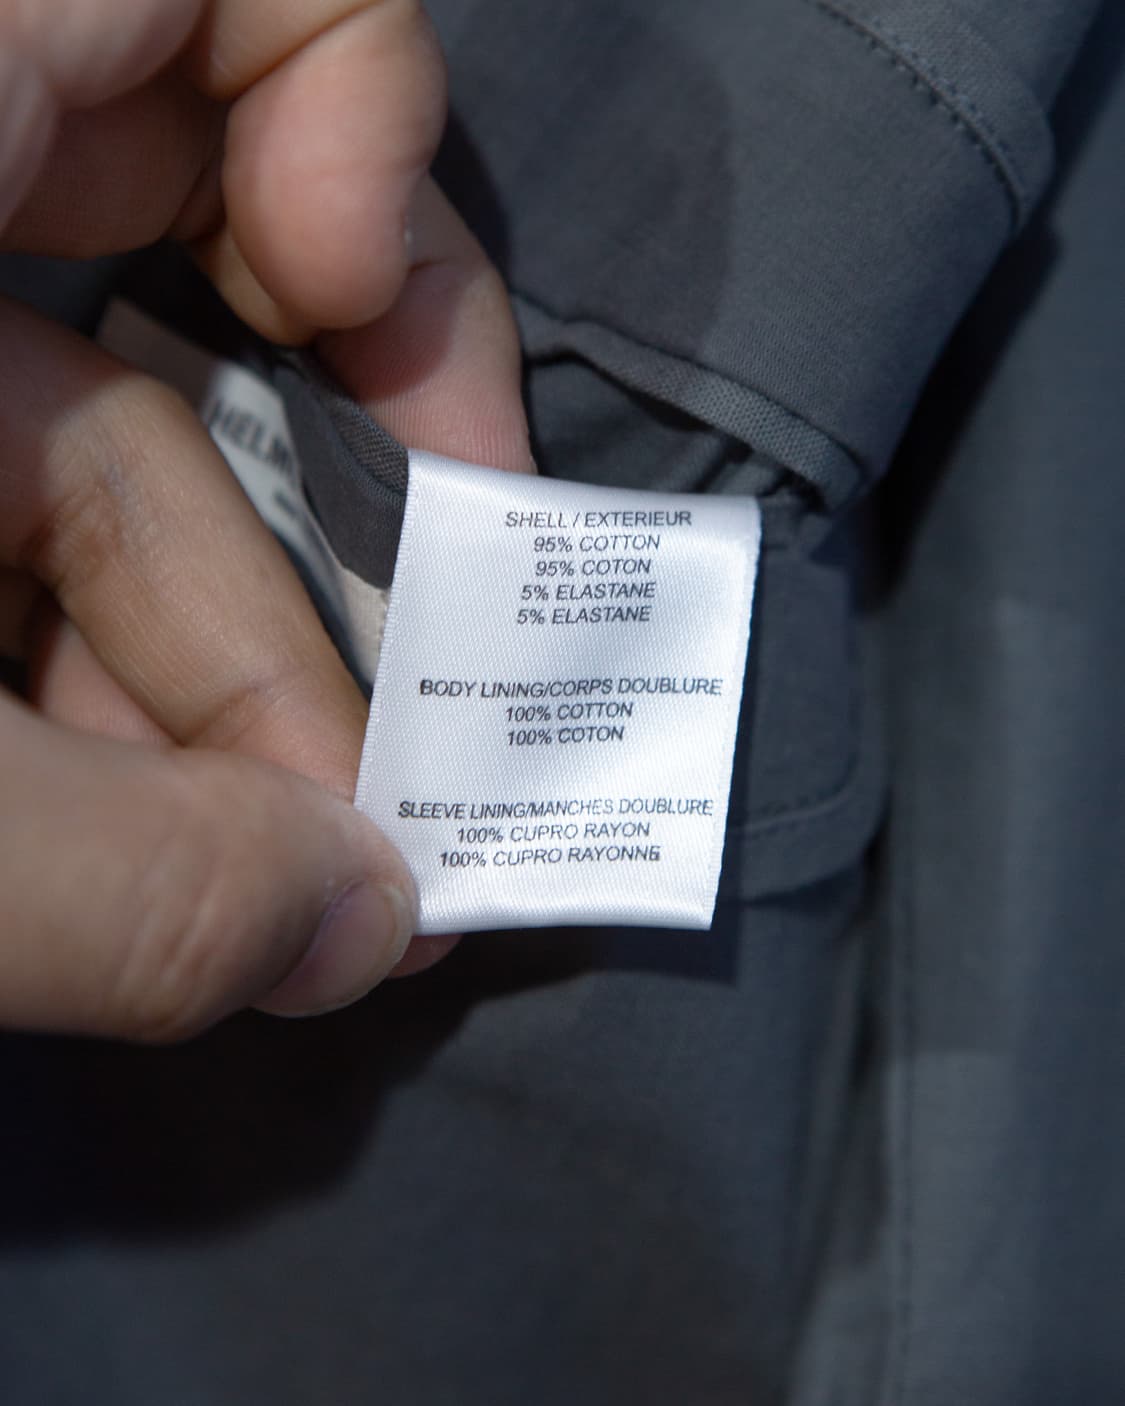 HELM
SHELL / EXTERIEUR
95% COTTON
95% COTON
5% ELASTANE
5% ELASTANE
BODY LINING/CORPS DOUBLURE
100% COTTON
100% COTON
SLEEVE LINING/MANCHES DOUBLURE
100% CUPRO RAYON
100% CUPRO RAYONNE